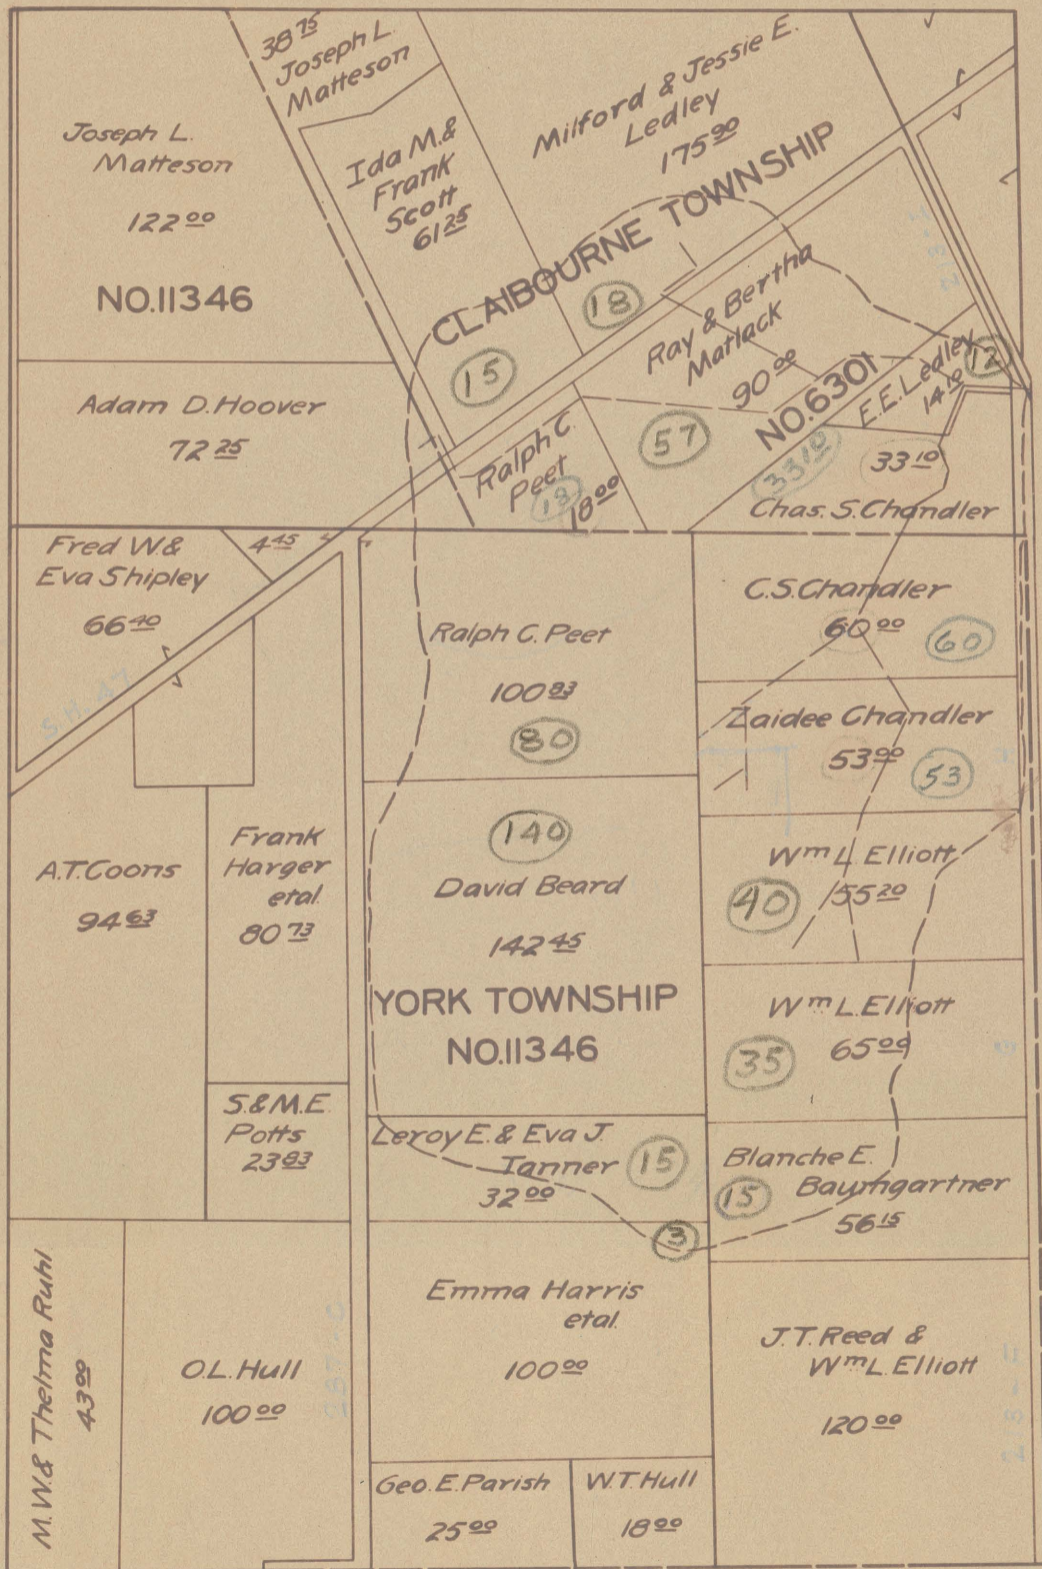 38 75
Joseph L.
Matteson
Joseph L.
Matteson
122 00
NO.11346
Ida M.&
Frank
Scott
61 25
Milford & Jessie E.
Ledley
175 90
CLAIBOURNE TOWNSHIP
18
15
Ray & Bertha
Matlack
90 00
NO.6301
E.E.Ledley
14 10
12
Adam D.Hoover
72 25
Ralph C.
Peet
18
18 00
57
33 10
33 10
Chas. S.Chandler
Fred W.&
Eva Shipley
66 40
4 45
S.H. 47
Ralph C. Peet
100 83
80
C.S.Chandler
60 00
60
Zaidee Chandler
53 00
53
A.T.Coons
94 63
Frank
Harger
etal.
80 73
140
David Beard
142 45
YORK TOWNSHIP
NO.11346
Wm L. Elliott
40
55 20
Wm L.Elliott
35
65 00
S.&M.E.
Potts
23 83
Leroy E. & Eva J.
Tanner
15
32 00
3
Blanche E.
15
Baumgartner
56 15
M.W.& Thelma Ruhl
43 00
O.L.Hull
100 00
Emma Harris
etal.
100 00
J.T.Reed &
Wm L.Elliott
120 00
Geo.E.Parish
25 00
W.T.Hull
18 00